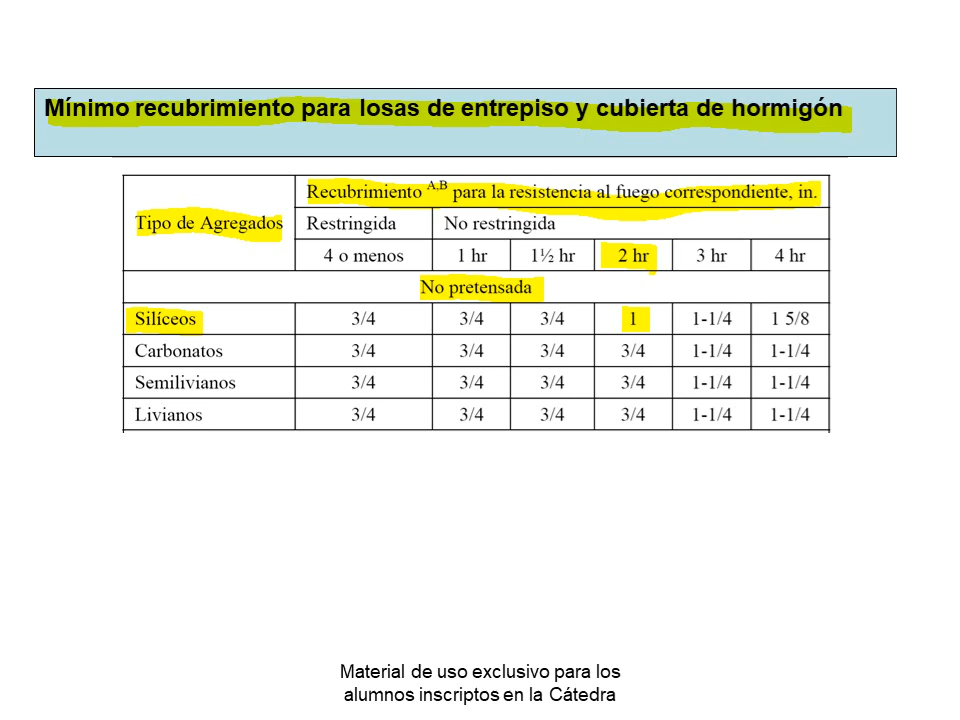 Mínimo recubrimiento para losas de entrepiso y cubierta de hormigón
Tipo de Agregados
Recubrimiento A,B para la resistencia al fuego correspondiente, in.
Restringida No restringida
4 o menos 1 hr 1½ hr 2 hr 3 hr 4 hr
No pretensada
Silíceos 3/4 3/4 3/4 1 1-1/4 1 5/8
Carbonatos 3/4 3/4 3/4 3/4 1-1/4 1-1/4
Semilivianos 3/4 3/4 3/4 3/4 1-1/4 1-1/4
Livianos 3/4 3/4 3/4 3/4 1-1/4 1-1/4
Material de uso exclusivo para los
alumnos inscriptos en la Cátedra